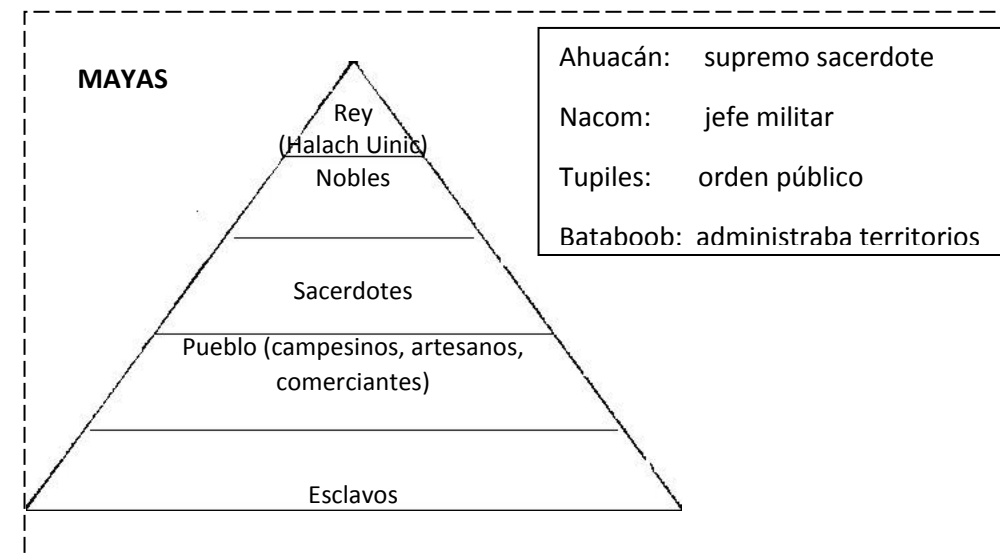 MAYAS
Rey
(Halach Uinic)
Nobles
Sacerdotes
Pueblo (campesinos, artesanos,
comerciantes)
Esclavos
Ahuacán: supremo sacerdote
Nacom: jefe militar
Tupiles: orden público
Bataboob: administraba territorios